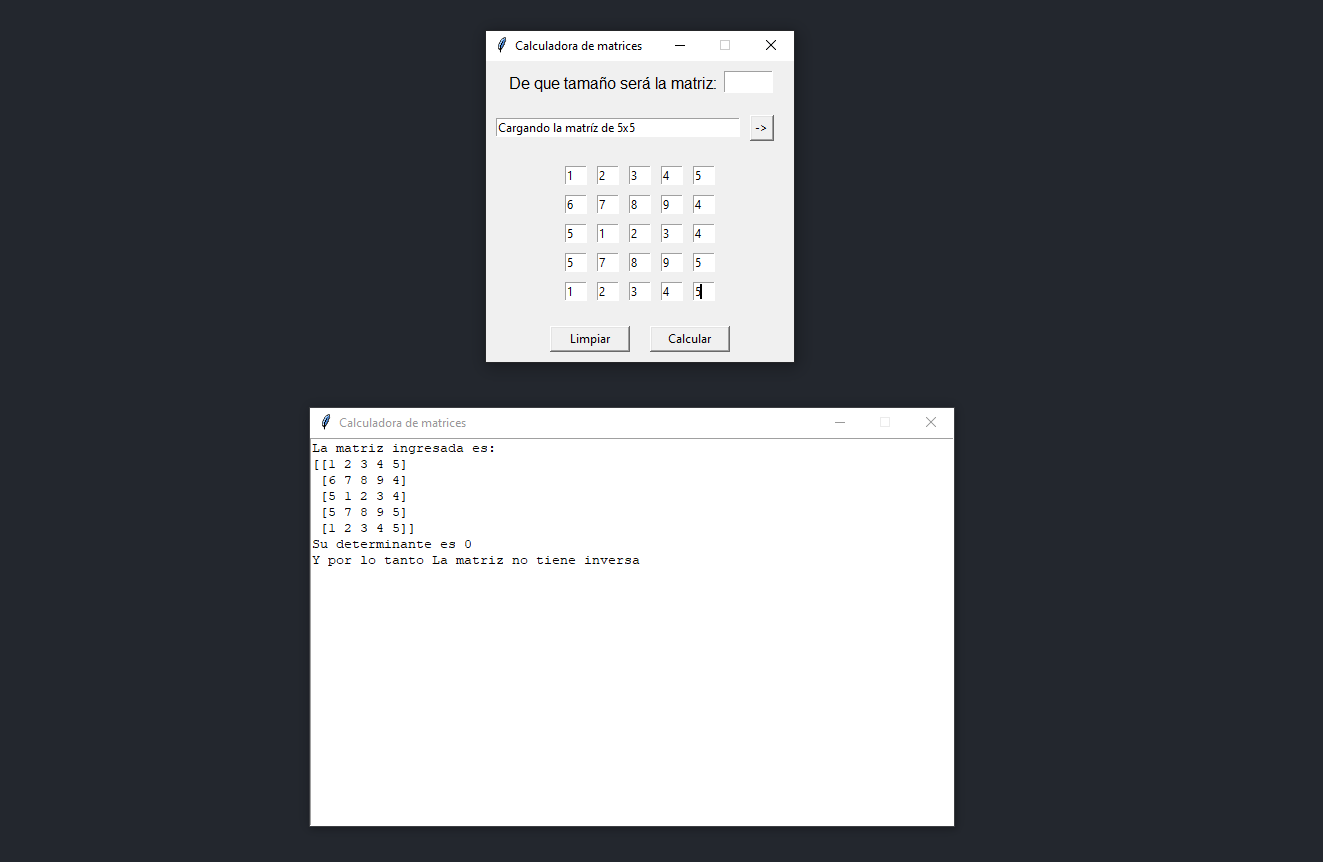 Calculadora de matrices
De que tamaño será la matriz:
Cargando la matríz de 5x5
->
1 2 3 4 5
6 7 8 9 4
5 1 2 3 4
5 7 8 9 5
1 2 3 4 5
Limpiar Calcular
Calculadora de matrices
La matriz ingresada es:
[[1 2 3 4 5]
[6 7 8 9 4]
[5 1 2 3 4]
[5 7 8 9 5]
[1 2 3 4 5]]
Su determinante es 0
Y por lo tanto La matriz no tiene inversa